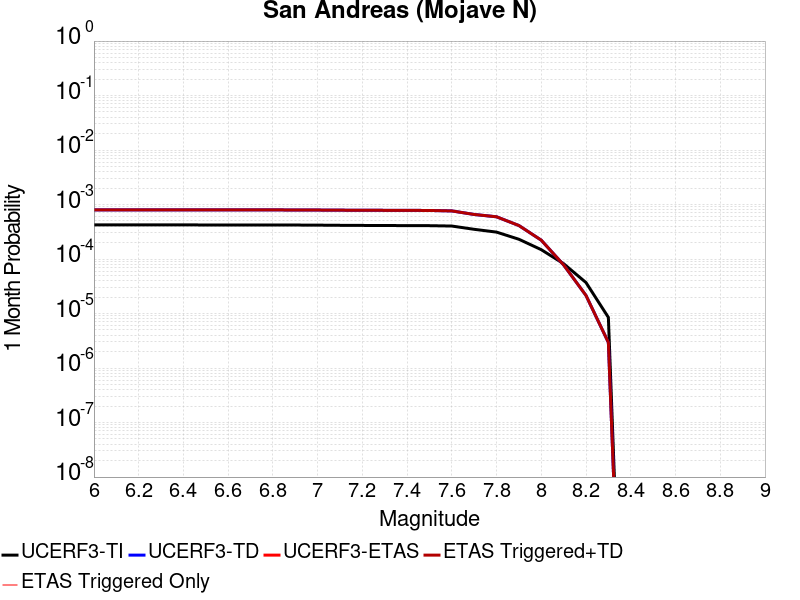 San Andreas (Mojave N)
1 Month Probability
10^0
10^-1
10^-2
10^-3
10^-4
10^-5
10^-6
10^-7
10^-8
6 6.2 6.4 6.6 6.8 7 7.2 7.4 7.6 7.8 8 8.2 8.4 8.6 8.8 9
Magnitude
UCERF3-TI UCERF3-TD UCERF3-ETAS ETAS Triggered+TD
ETAS Triggered Only